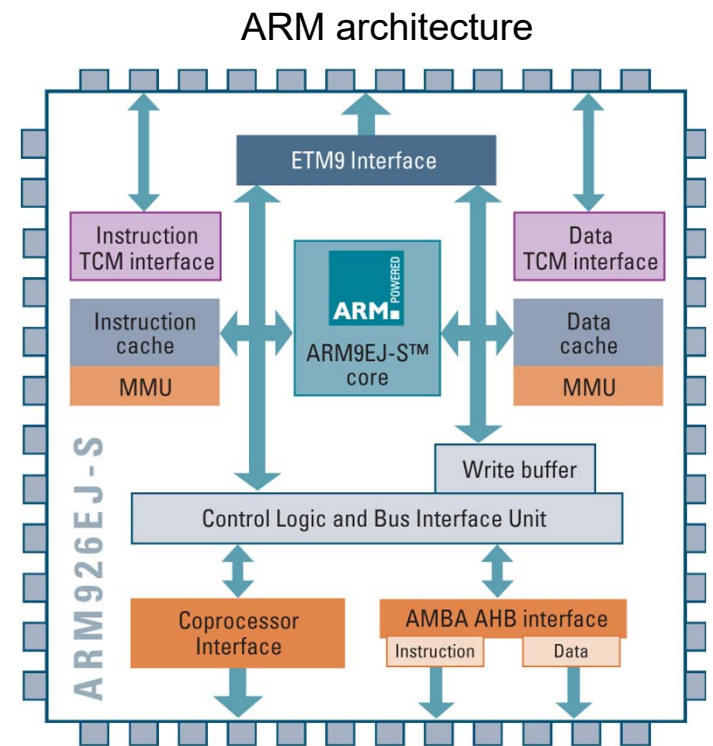 ARM architecture
ETM9 Interface
Instruction
TCM interface
Data
TCM interface
ARM
POWERED
ARM9EJ-S™
core
Instruction
cache
MMU
Data
cache
MMU
Write buffer
Control Logic and Bus Interface Unit
ARM926EJ-S
Coprocessor
Interface
AMBA AHB interface
Instruction
Data